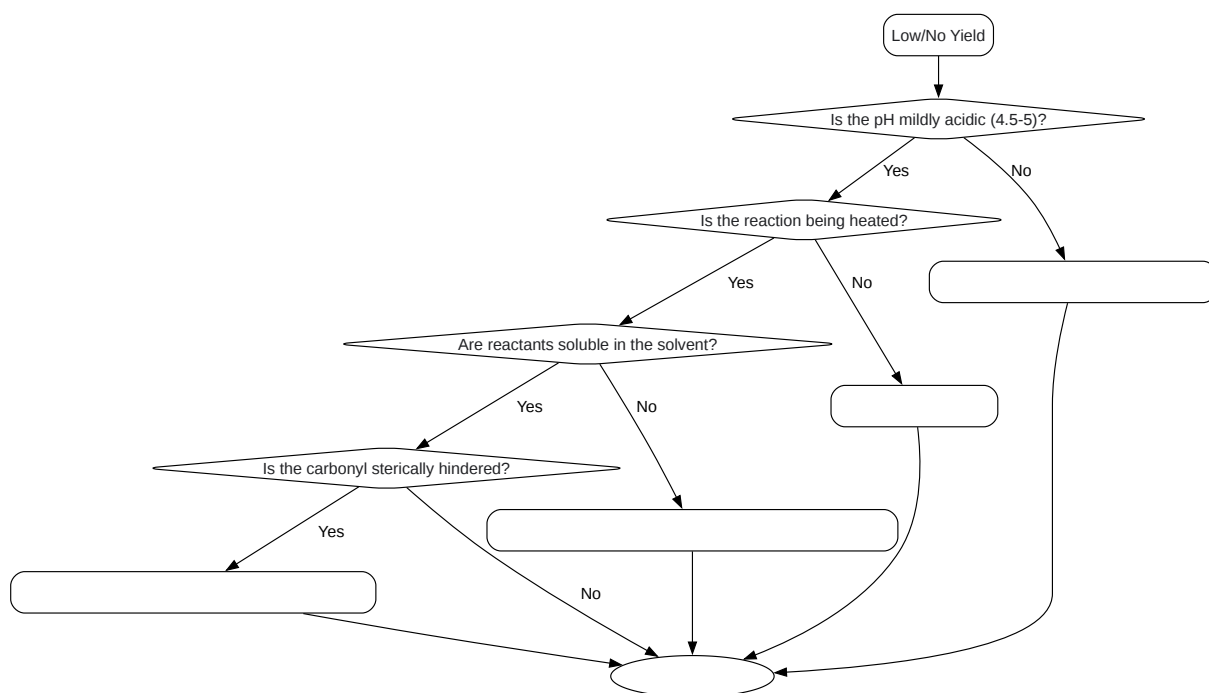 Low/No Yield
Is the pH mildly acidic (4.5-5)?
Yes
No
Is the reaction being heated?
Yes
No
Are reactants soluble in the solvent?
Yes
No
Is the carbonyl sterically hindered?
Yes
No